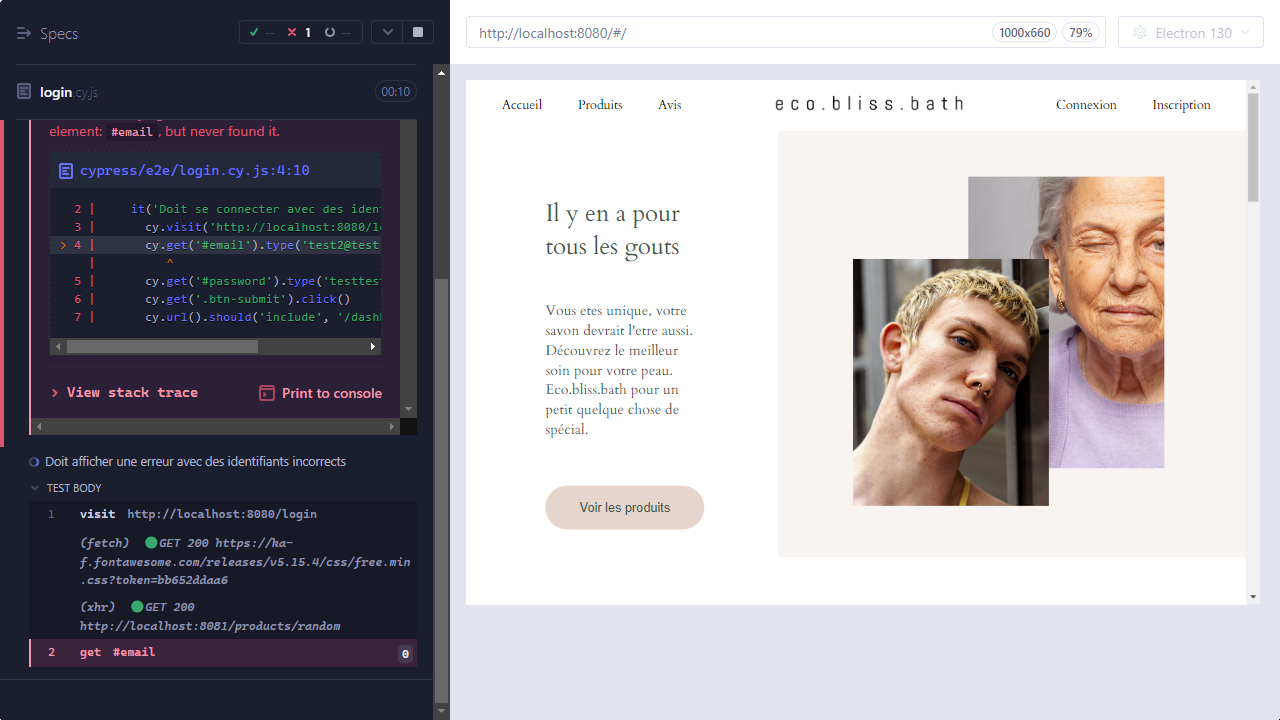 Specs
--
1
--
login.cy.js
00:10
element: #email, but never found it.
cypress/e2e/login.cy.js:4:10
2 | it('Doit se connecter avec des iden
3 | cy.visit('http://localhost:8080/l
> 4 | cy.get('#email').type('test2@test
| ^
5 | cy.get('#password').type('testtest
6 | cy.get('.btn-submit').click()
7 | cy.url().should('include', '/dash
> View stack trace
Print to console
Doit afficher une erreur avec des identifiants incorrects
TEST BODY
1 visit http://localhost:8080/login
(fetch) GET 200 https://ka-
f.fontawesome.com/releases/v5.15.4/css/free.min
.css?token=bb652ddaa6
(xhr) GET 200
http://localhost:8081/products/random
2 get #email 0
http://localhost:8080/#/
1000x660
79%
Electron 130
Accueil
Produits
Avis
eco.bliss.bath
Connexion
Inscription
Il y en a pour
tous les gouts
Vous etes unique, votre
savon devrait l'etre aussi.
Découvrez le meilleur
soin pour votre peau.
Eco.bliss.bath pour un
petit quelque chose de
spécial.
Voir les produits